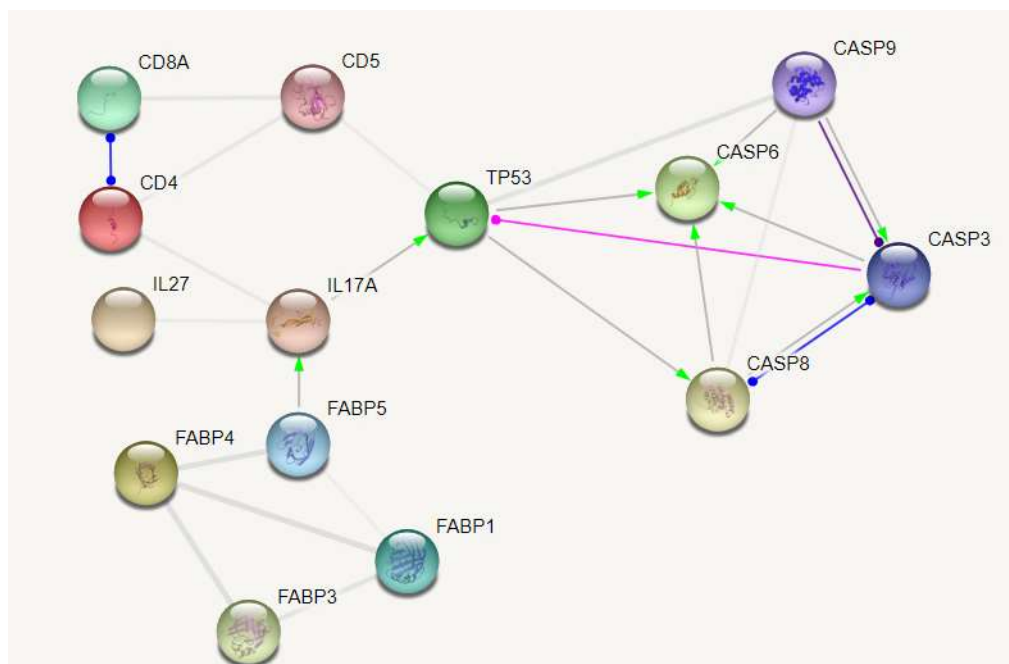 CD8A
CD5
CASP9
CD4
TP53
CASP6
IL27
IL17A
CASP3
CASP8
FABP5
FABP4
FABP1
FABP3